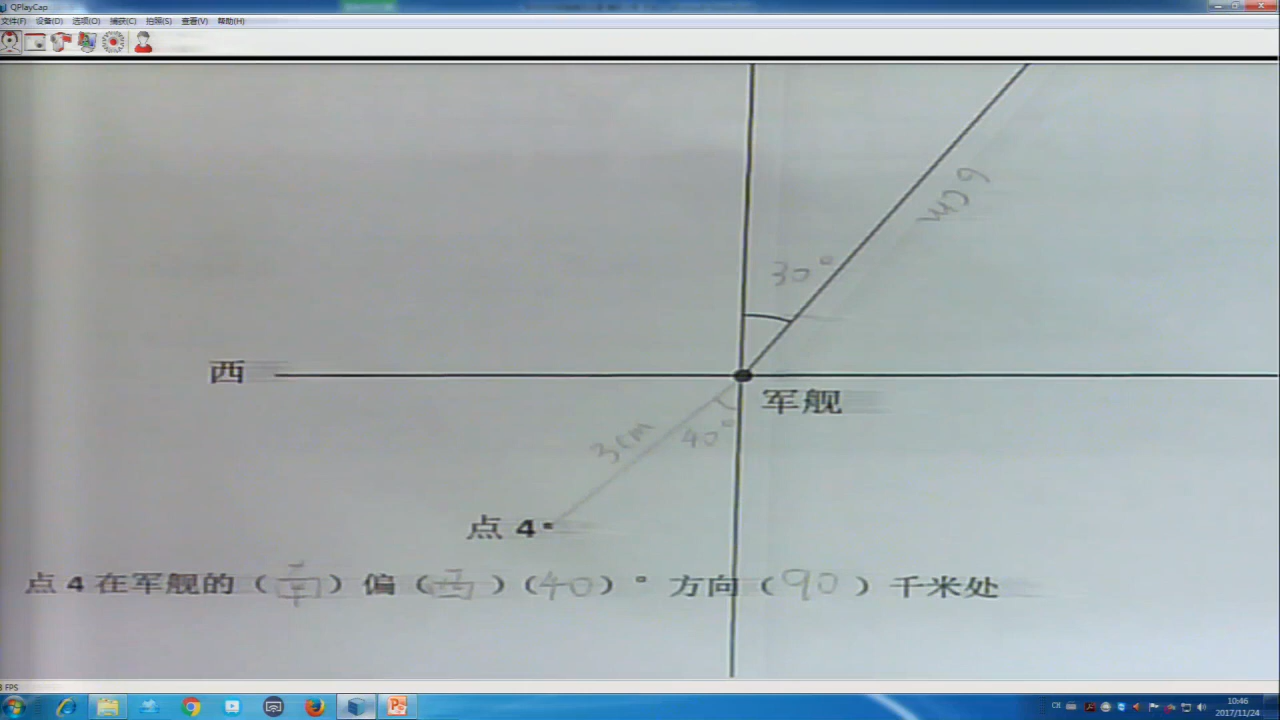 QPlayCap
文件(F) 设备(D) 选项(O) 捕获(C) 拍照(S) 查看(V) 帮助(H)
6cm
30°
西
军舰
3cm
40°
点 4
点 4 在军舰的（南）偏（西）（40）° 方向（90）千米处
FPS
CH
10:46
2017/11/24